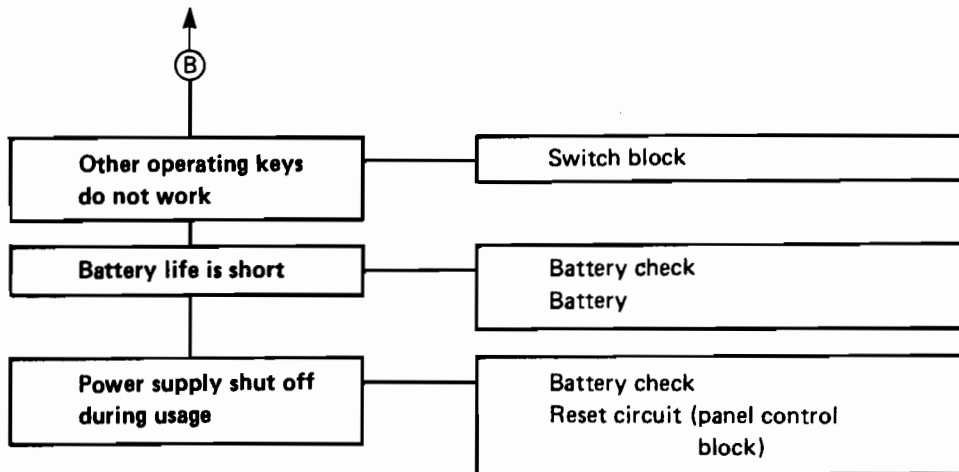 B
Other operating keys
do not work
Switch block
Battery life is short
Battery check
Battery
Power supply shut off
during usage
Battery check
Reset circuit (panel control
block)